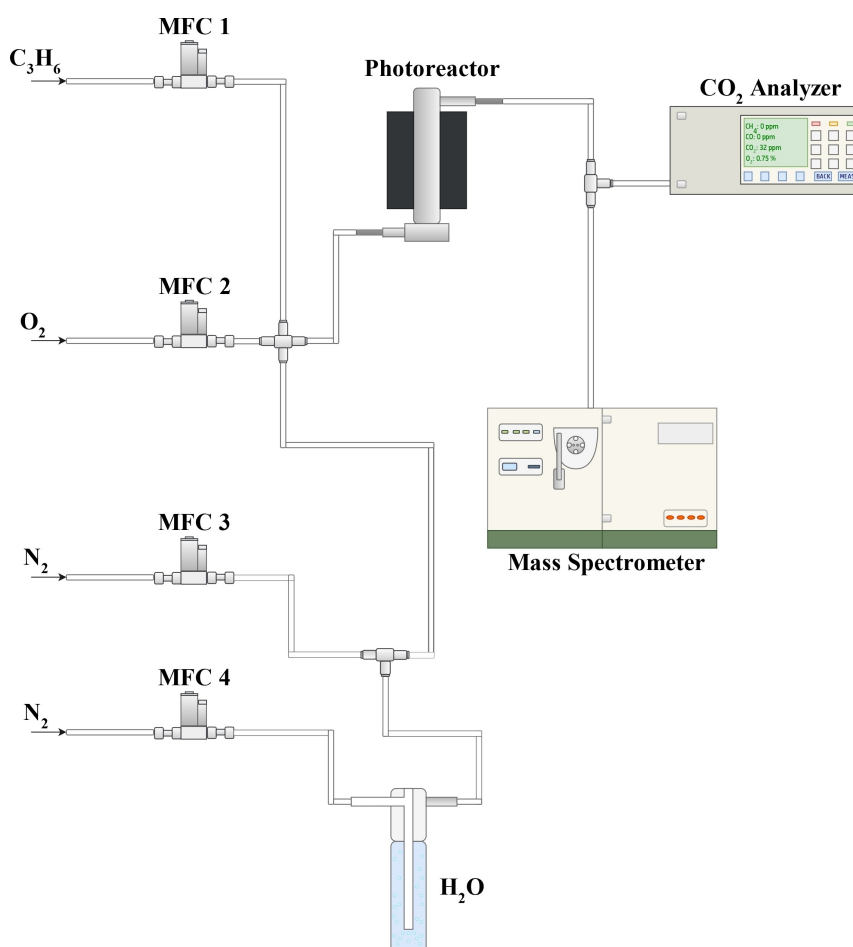 MFC 1
C₃H₆
Photoreactor
CO₂ Analyzer
CH₄: 0 ppm
CO: 0 ppm
CO₂: 32 ppm
O₂: 0.75 %
BACK
MEAS
MFC 2
O₂
MFC 3
N₂
Mass Spectrometer
MFC 4
N₂
H₂O